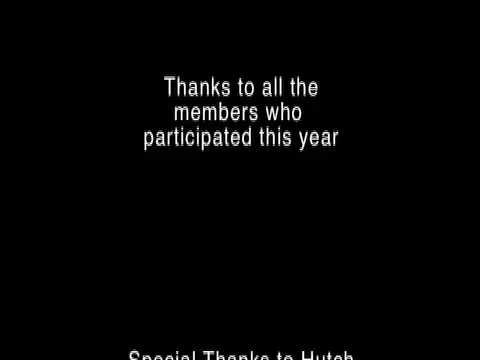 Thanks to all the
members who
participated this year
Special Thanks to Hutch